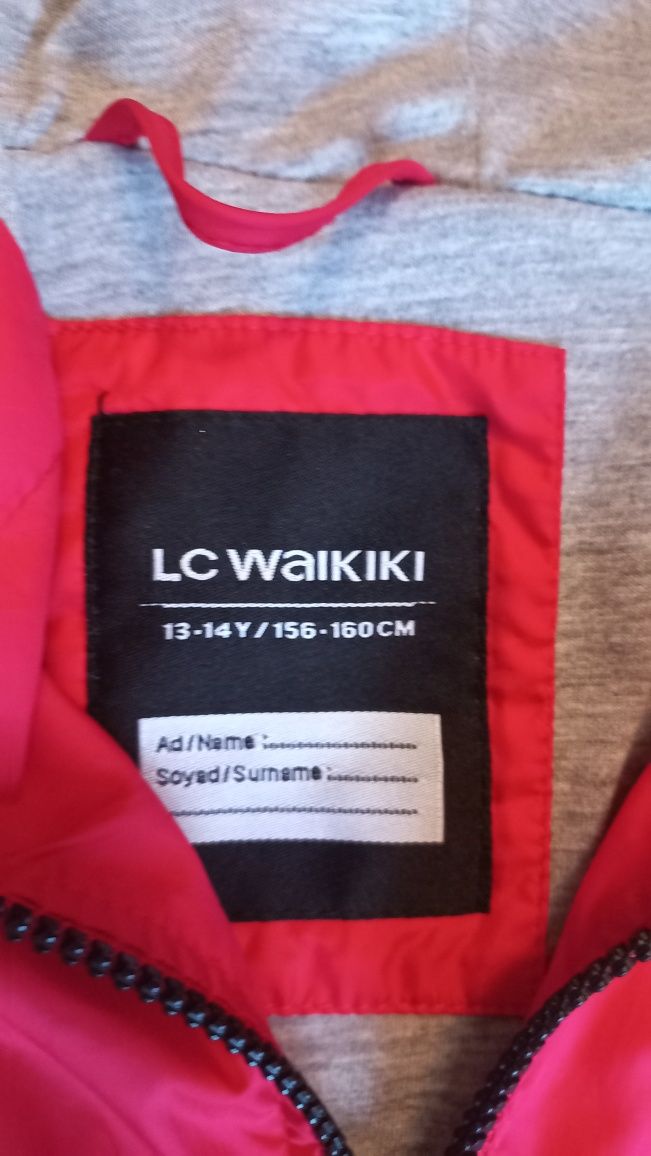 LC WAIKIKI
13-14Y/156-160CM
Ad/Name :....................
Soyad/Surname :............